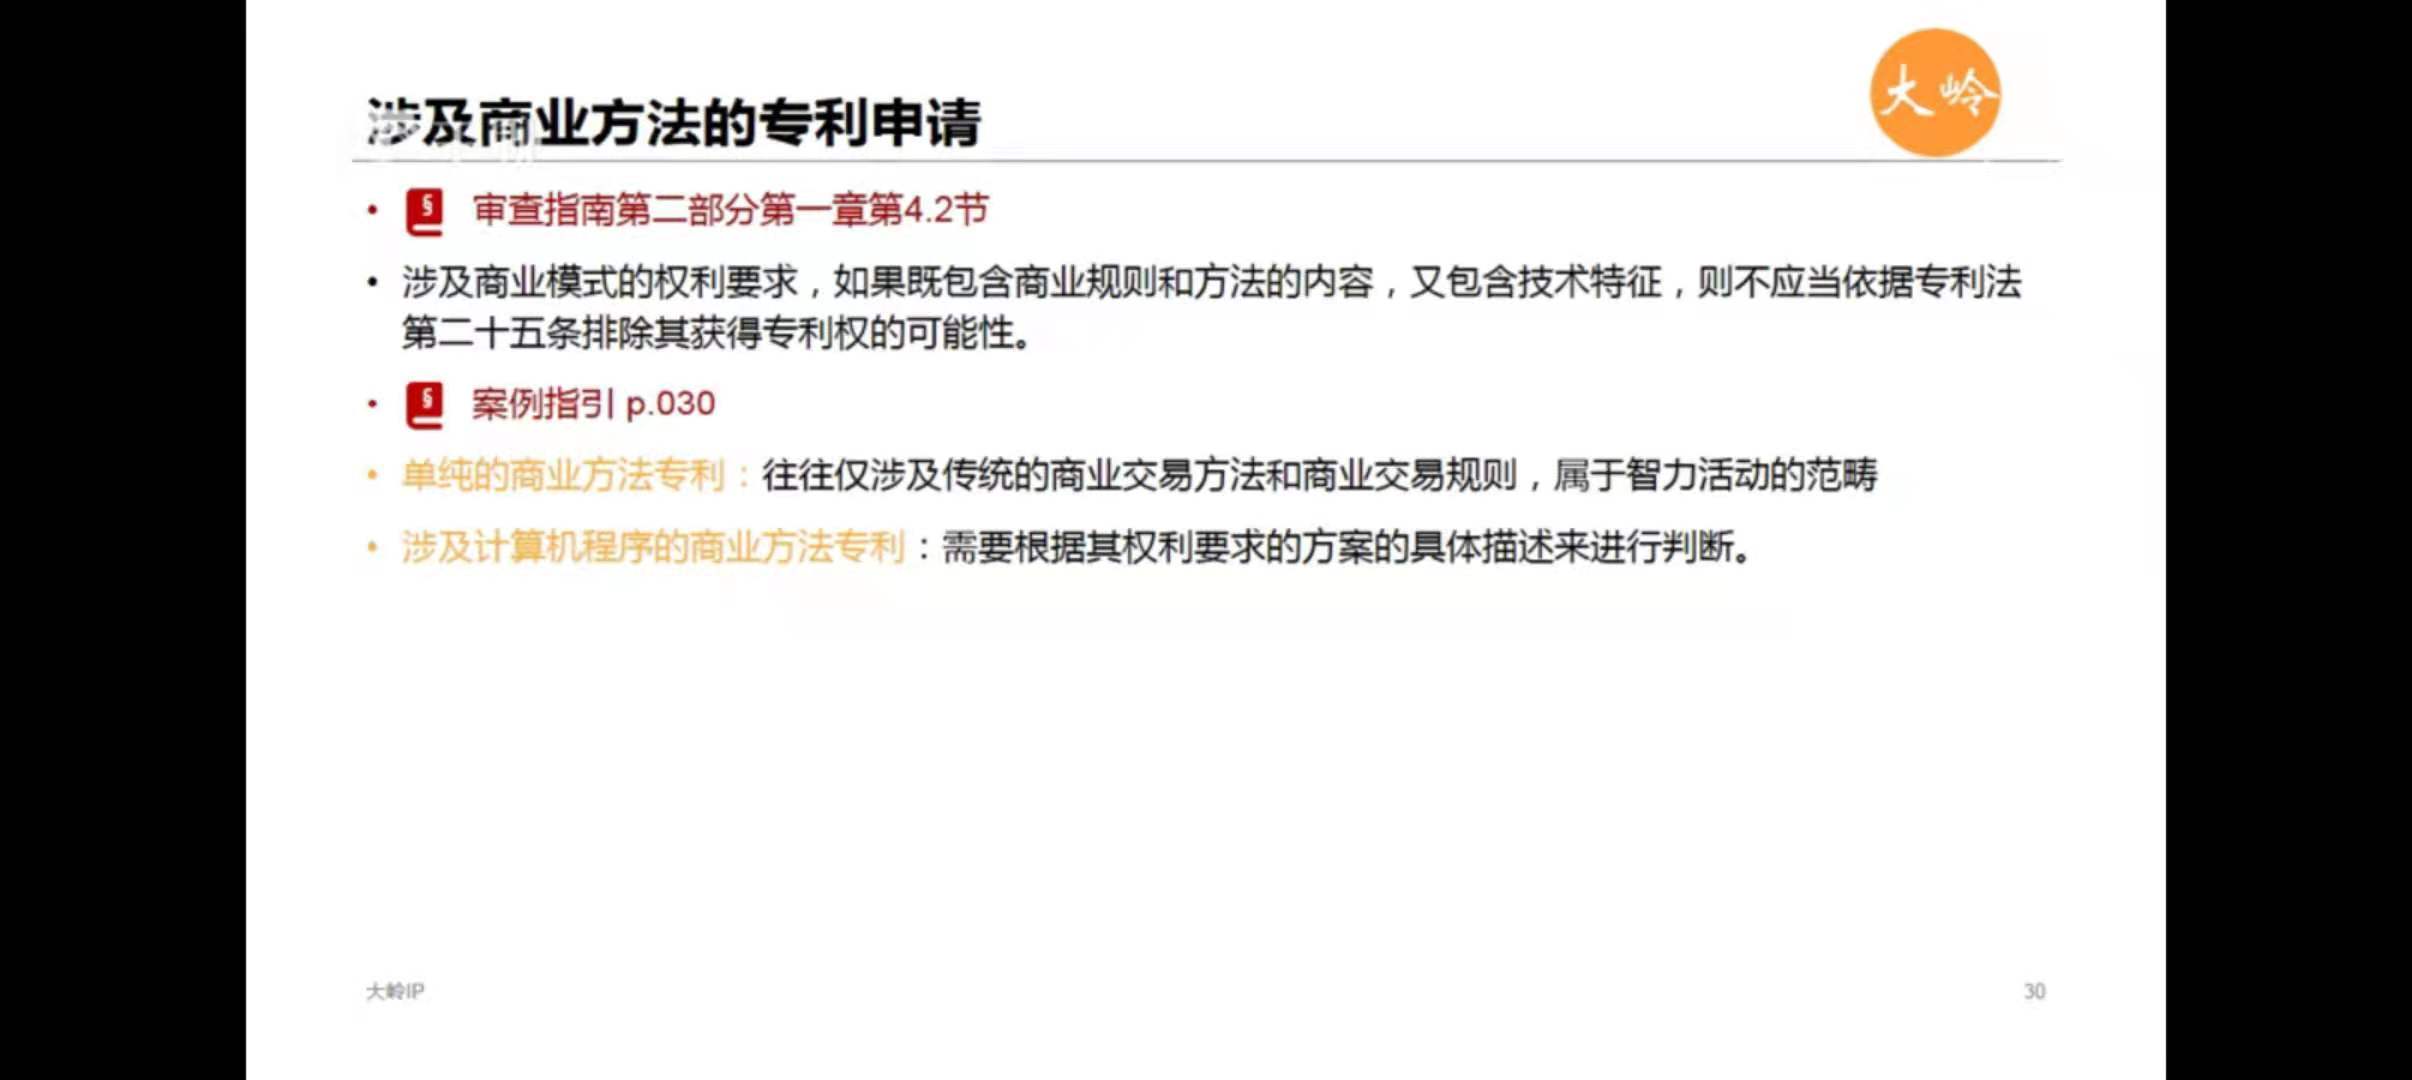 涉及商业方法的专利申请
大岭
• § 审查指南第二部分第一章第4.2节
• 涉及商业模式的权利要求，如果既包含商业规则和方法的内容，又包含技术特征，则不应当依据专利法
第二十五条排除其获得专利权的可能性。
• § 案例指引 p.030
• 单纯的商业方法专利：往往仅涉及传统的商业交易方法和商业交易规则，属于智力活动的范畴
• 涉及计算机程序的商业方法专利：需要根据其权利要求的方案的具体描述来进行判断。
大岭IP
30